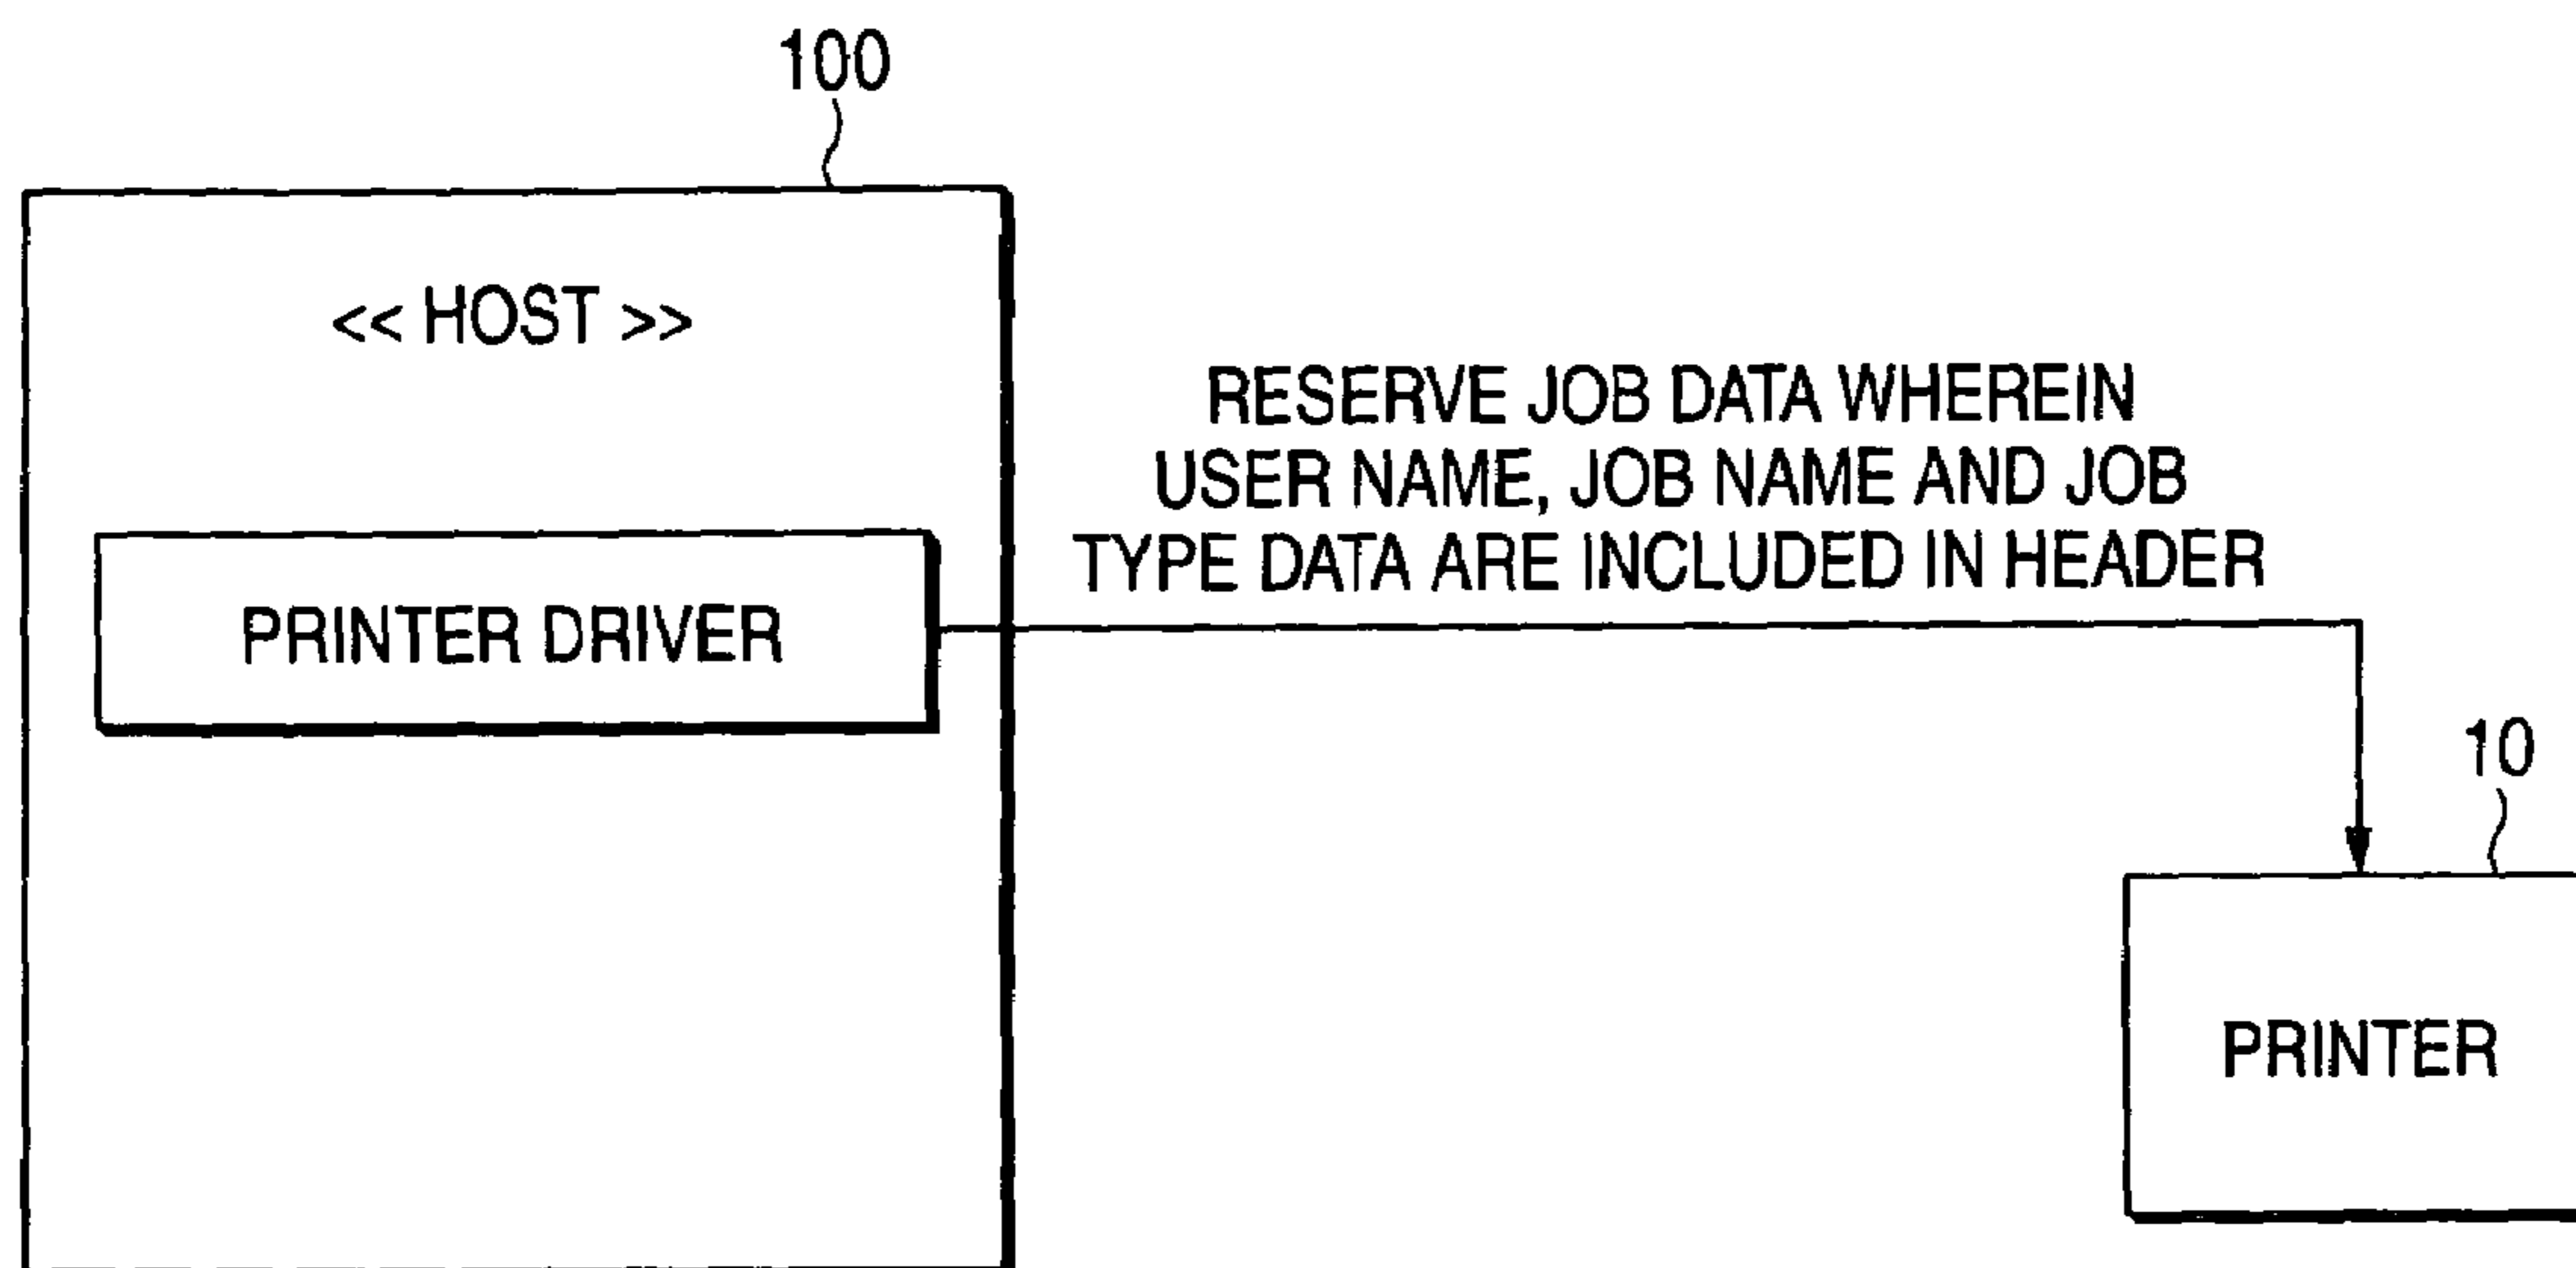 100
<< HOST >>
RESERVE JOB DATA WHEREIN
USER NAME, JOB NAME AND JOB
TYPE DATA ARE INCLUDED IN HEADER
PRINTER DRIVER
10
PRINTER